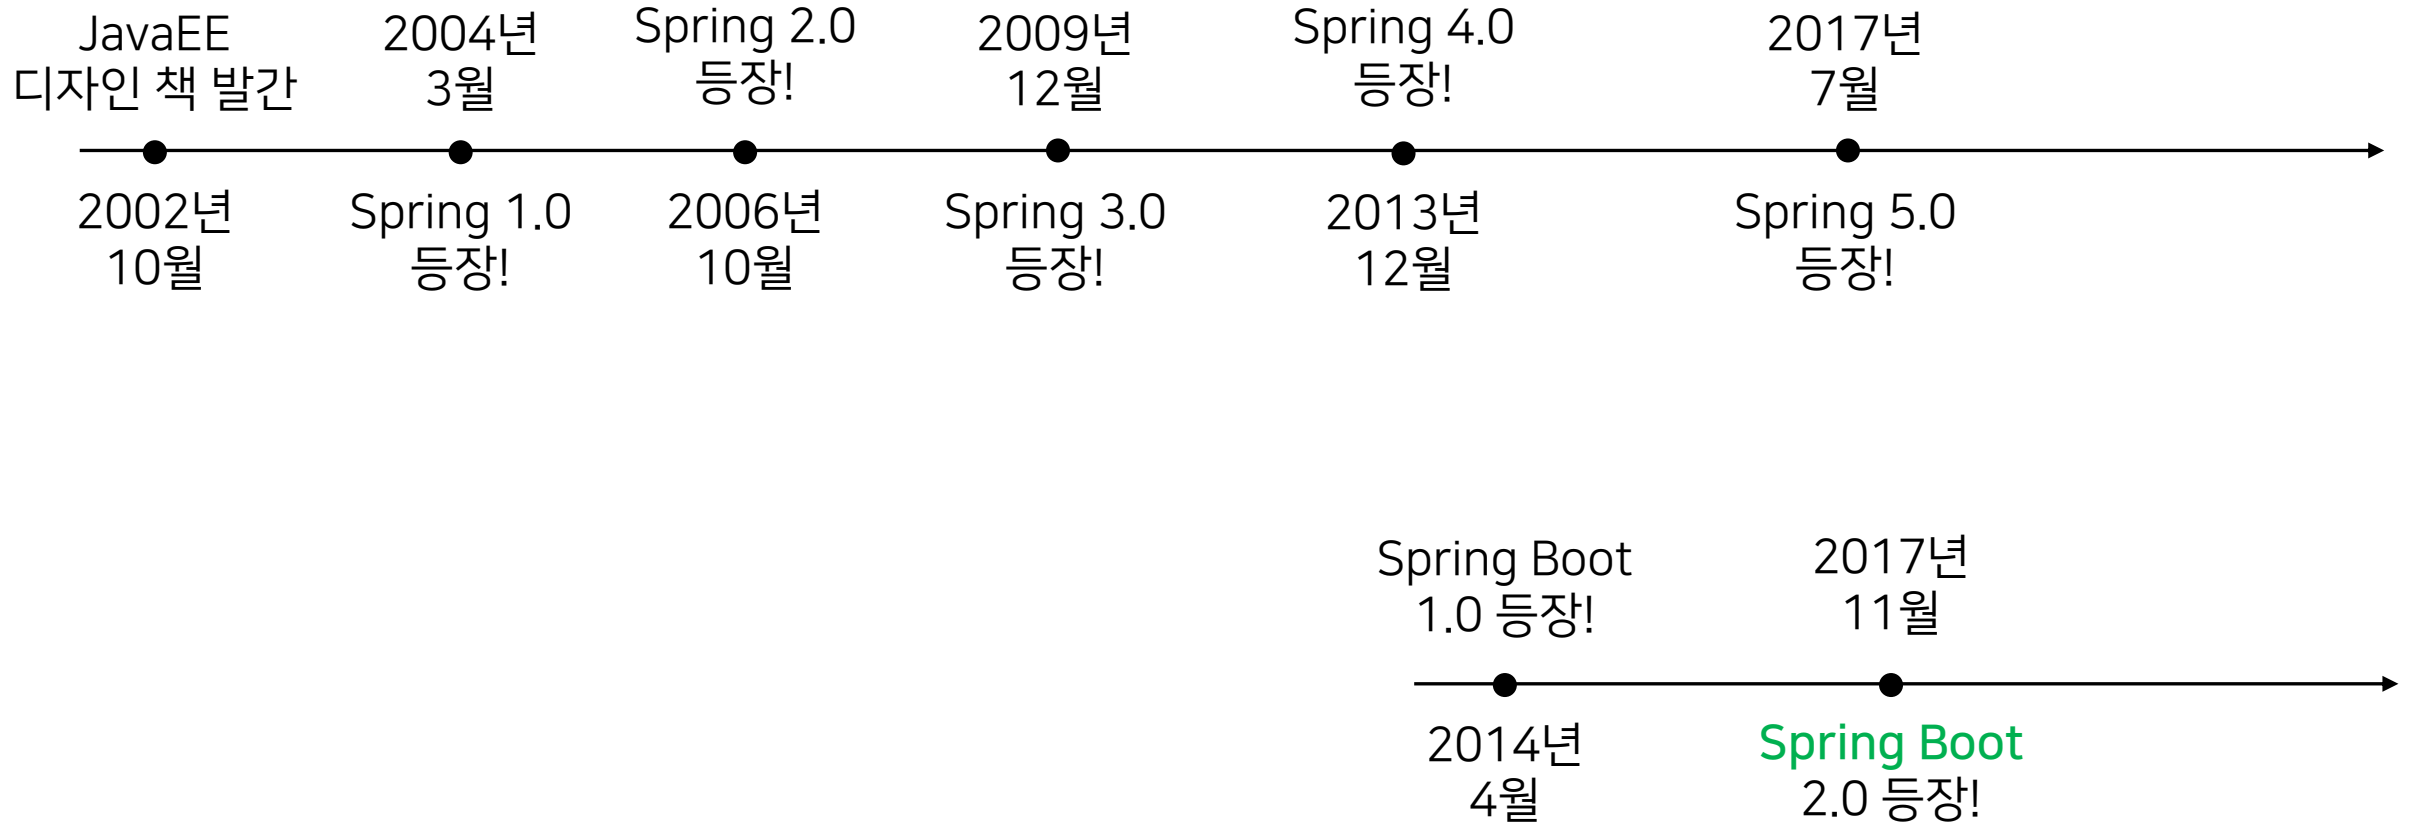 JavaEE
디자인 책 발간
2002년
10월
2004년
3월
Spring 1.0
등장!
Spring 2.0
등장!
2006년
10월
2009년
12월
Spring 3.0
등장!
Spring 4.0
등장!
2013년
12월
2017년
7월
Spring 5.0
등장!
Spring Boot
1.0 등장!
2014년
4월
2017년
11월
Spring Boot
2.0 등장!